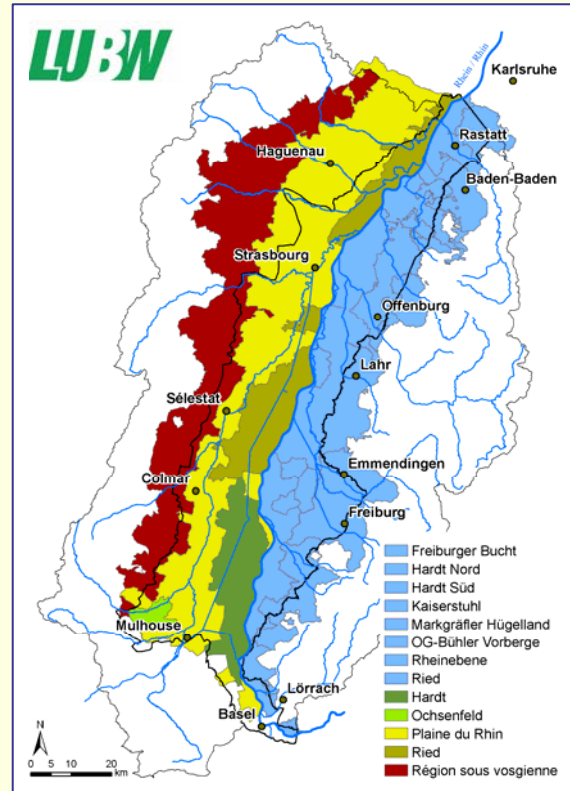 LUBW
Rhein / Rhin
Karlsruhe
Rastatt
Haguenau
Baden-Baden
Strasbourg
Offenburg
Lahr
Sélestat
Emmendingen
Colmar
Freiburg
Freiburger Bucht
Hardt Nord
Hardt Süd
Kaiserstuhl
Markgräfler Hügelland
OG-Bühler Vorberge
Rheinebene
Ried
Hardt
Ochsenfeld
Plaine du Rhin
Ried
Région sous vosgienne
Mulhouse
Lörrach
Basel
N
0 5 10 20
km